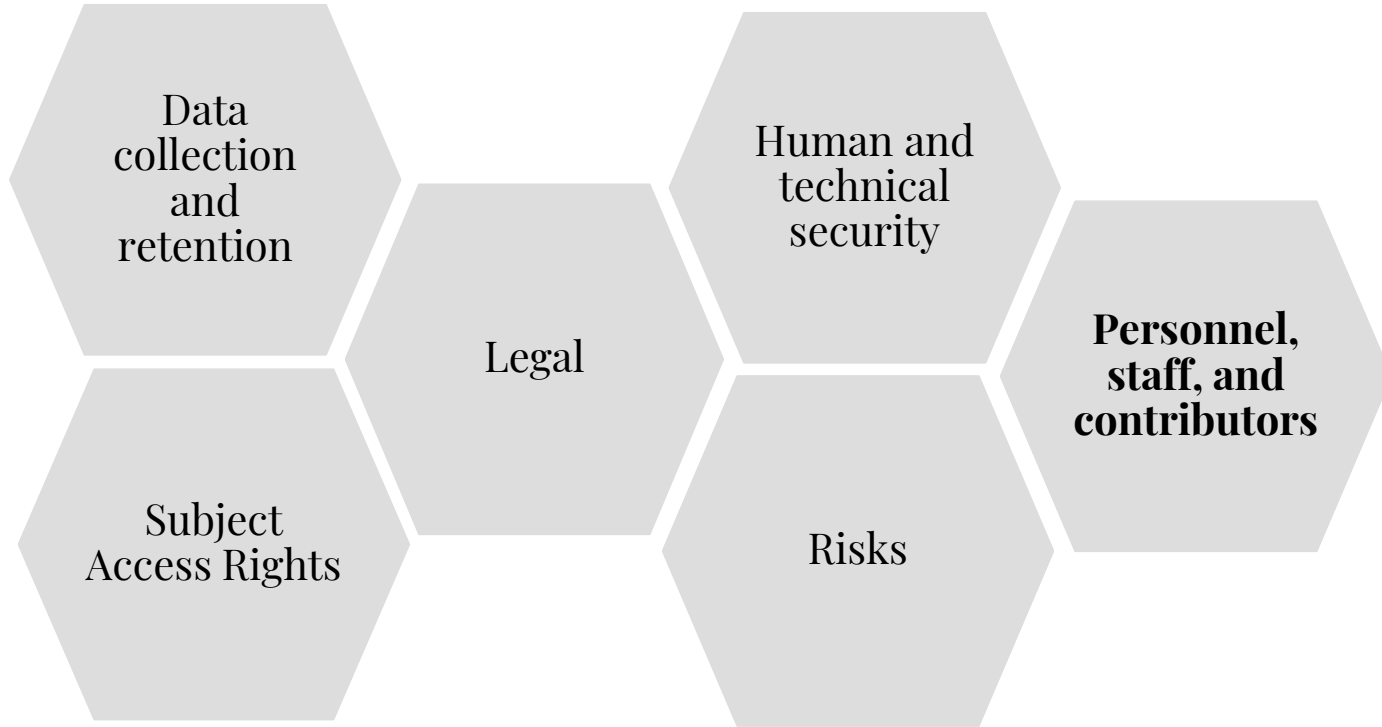 Data
collection
and
retention
Subject
Access Rights
Legal
Human and
technical
security
Risks
Personnel,
staff, and
contributors